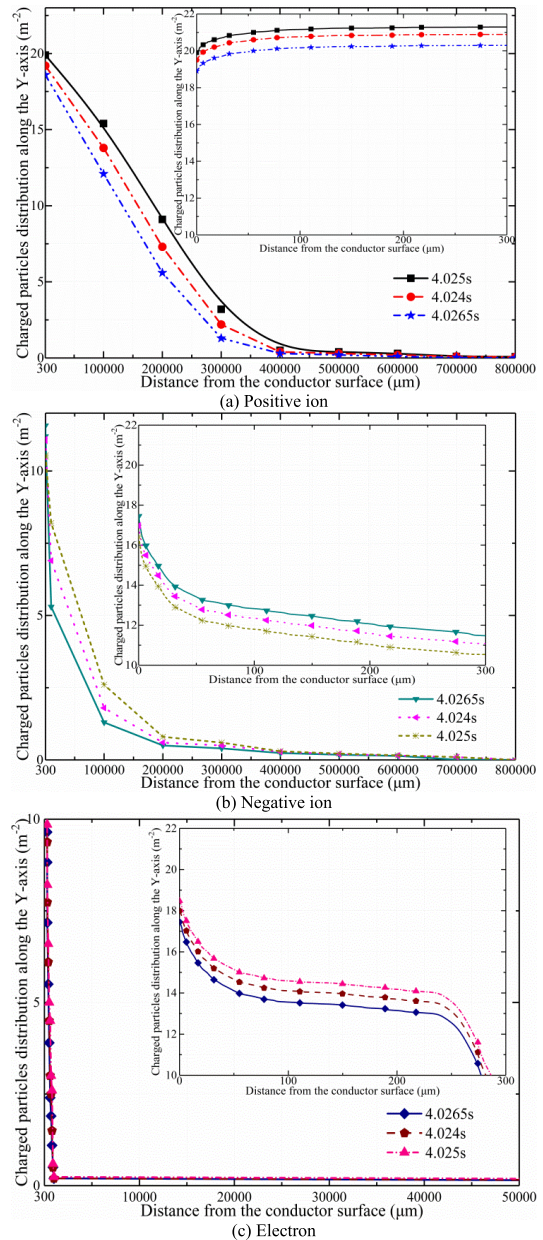 Charged particles distribution along the Y-axis (m⁻²)
20
15
10
5
0
300 100000 200000 300000 400000 500000 600000 700000 800000
Distance from the conductor surface (μm)
Charged particles distribution along the Y-axis (m⁻²)
22
20
18
16
14
12
10
0 100 200 300
Distance from the conductor surface (μm)
4.025s
4.024s
4.0265s
(a) Positive ion
Charged particles distribution along the Y-axis (m⁻²)
10
5
0
300 100000 200000 300000 400000 500000 600000 700000 800000
Distance from the conductor surface (μm)
Charged particles distribution along the Y-axis (m⁻²)
22
20
18
16
14
12
11
10
0 100 200 300
Distance from the conductor surface (μm)
4.0265s
4.024s
4.025s
(b) Negative ion
Charged particles distribution along the Y-axis (m⁻²)
10
5
0
300 10000 20000 30000 40000 50000
Distance from the conductor surface (μm)
Charged particles distribution along the Y-axis (m⁻²)
22
20
18
16
14
13
12
10
0 100 200 300
Distance from the conductor surface (μm)
4.0265s
4.024s
4.025s
(c) Electron